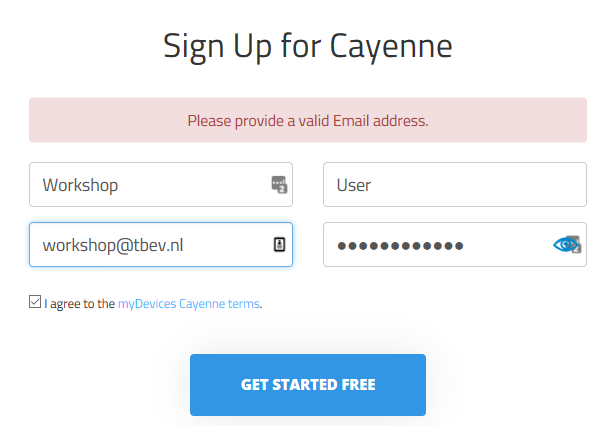 Sign Up for Cayenne
Please provide a valid Email address.
Workshop
User
workshop@tbev.nl
●●●●●●●●●●●●
I agree to the myDevices Cayenne terms.
GET STARTED FREE